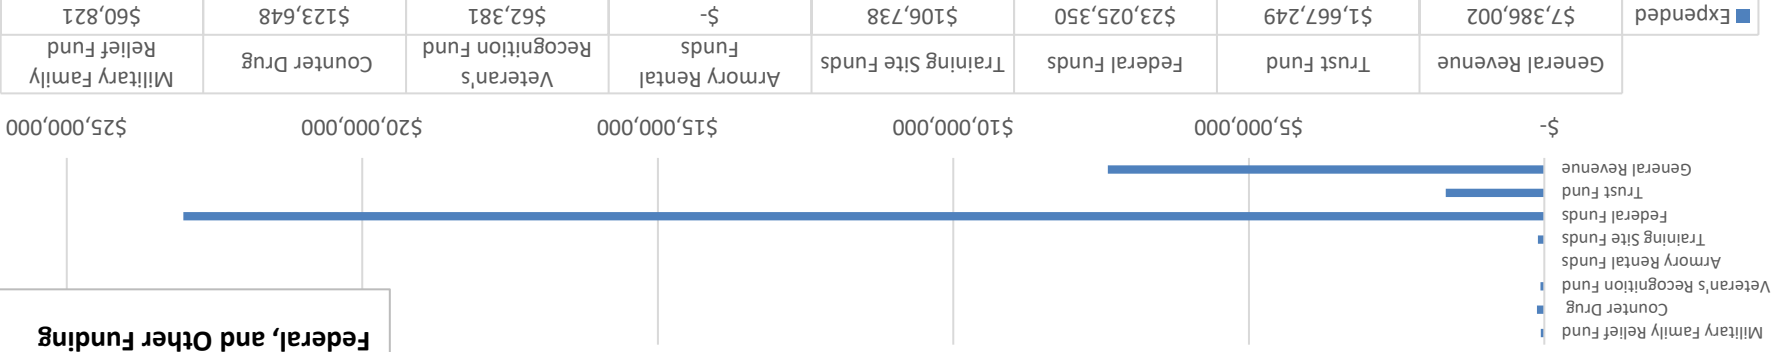 Federal, and Other Funding
Military Family Relief Fund
Counter Drug
Veteran's Recognition Fund
Armory Rental Funds
Training Site Funds
Federal Funds
Trust Fund
General Revenue
$- $5,000,000 $10,000,000 $15,000,000 $20,000,000 $25,000,000
General Revenue Trust Fund Federal Funds Training Site Funds Armory Rental Funds Veteran's Recognition Fund Counter Drug Military Family Relief Fund
Expended $7,386,002 $1,667,249 $23,025,350 $106,738 $- $62,381 $123,648 $60,821